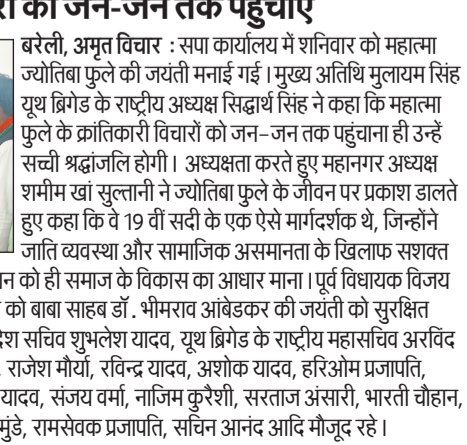 को जन-जन तक पहुंचाएं
बरेली, अमृत विचार : सपा कार्यालय में शनिवार को महात्मा
ज्योतिबा फुले की जयंती मनाई गई। मुख्य अतिथि मुलायम सिंह
यूथ ब्रिगेड के राष्ट्रीय अध्यक्ष सिद्धार्थ सिंह ने कहा कि महात्मा
फुले के क्रांतिकारी विचारों को जन-जन तक पहुंचाना ही उन्हें
सच्ची श्रद्धांजलि होगी। अध्यक्षता करते हुए महानगर अध्यक्ष
शमीम खां सुल्तानी ने ज्योतिबा फुले के जीवन पर प्रकाश डालते
हुए कहा कि वे 19 वीं सदी के एक ऐसे मार्गदर्शक थे, जिन्होंने
जाति व्यवस्था और सामाजिक असमानता के खिलाफ सशक्त
न को ही समाज के विकास का आधार माना। पूर्व विधायक विजय
को बाबा साहब डॉ. भीमराव आंबेडकर की जयंती को सुरक्षित
सचिव शुभलेश यादव, यूथ ब्रिगेड के राष्ट्रीय महासचिव अरविंद
राजेश मौर्या, रविन्द्र यादव, अशोक यादव, हरिओम प्रजापति,
यादव, संजय वर्मा, नाजिम कुरैशी, सरताज अंसारी, भारती चौहान,
मुंडे, रामसेवक प्रजापति, सचिन आनंद आदि मौजूद रहे।